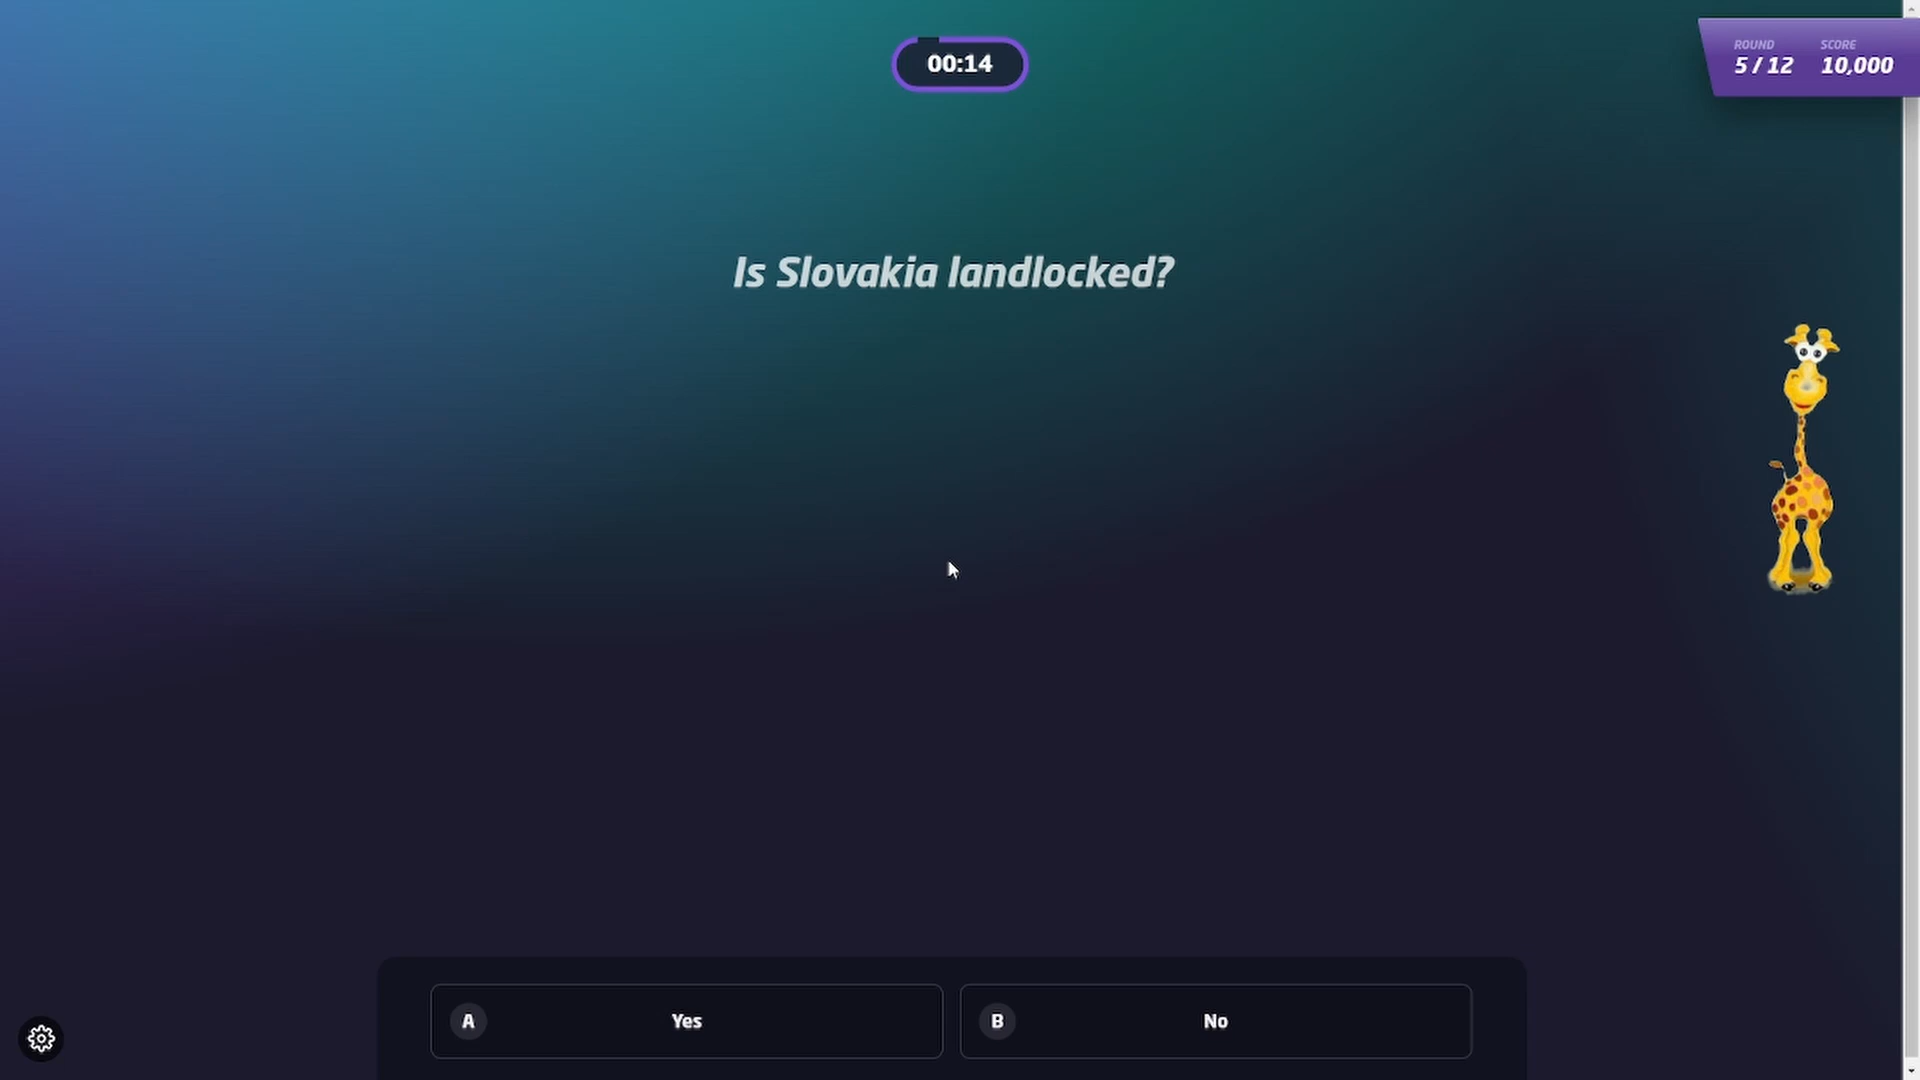 00:14
ROUND SCORE
5 / 12 10,000
Is Slovakia landlocked?
A Yes
B No